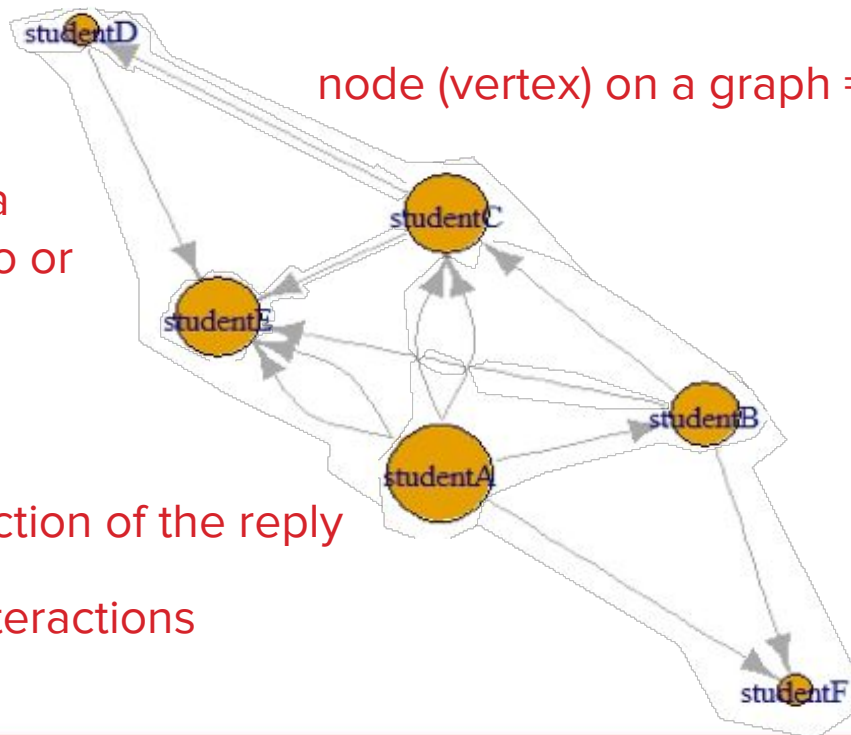 studentD
node (vertex) on a graph =
a
o or
studentC
studentE
studentB
studentA
ction of the reply
teractions
studentF